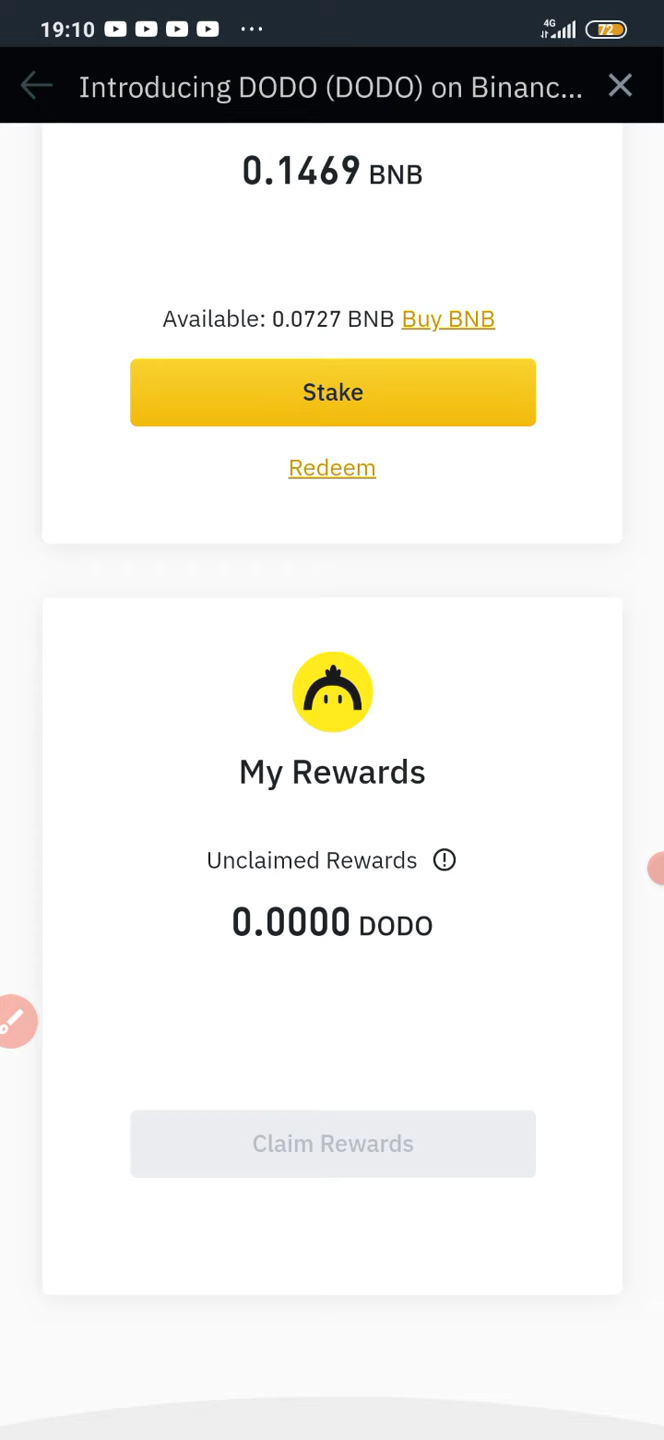 19:10 ... 4G 72
Introducing DODO (DODO) on Binanc...
0.1469 BNB
Available: 0.0727 BNB Buy BNB
Stake
Redeem
My Rewards
Unclaimed Rewards
0.0000 DODO
Claim Rewards